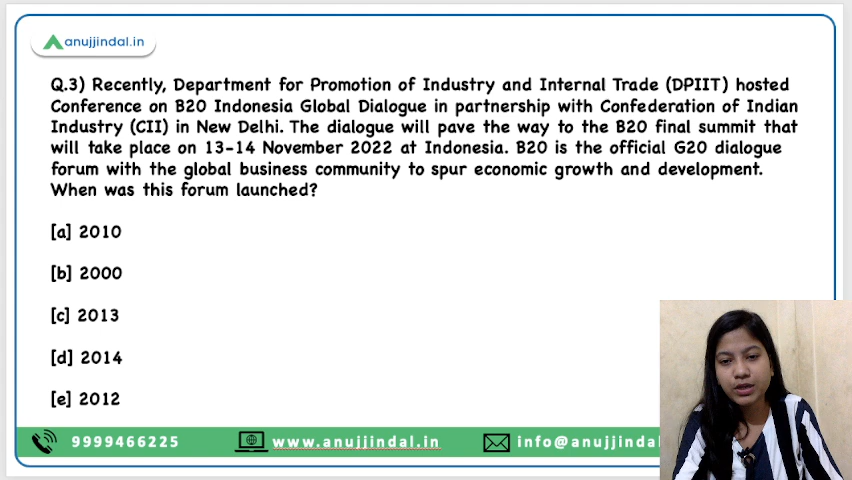 anujjindal.in
Q.3) Recently, Department for Promotion of Industry and Internal Trade (DPIIT) hosted
Conference on B20 Indonesia Global Dialogue in partnership with Confederation of Indian
Industry (CII) in New Delhi. The dialogue will pave the way to the B20 final summit that
will take place on 13-14 November 2022 at Indonesia. B20 is the official G20 dialogue
forum with the global business community to spur economic growth and development.
When was this forum launched?
[a] 2010
[b] 2000
[c] 2013
[d] 2014
[e] 2012
9999466225 www.anujjindal.in info@anujjindal